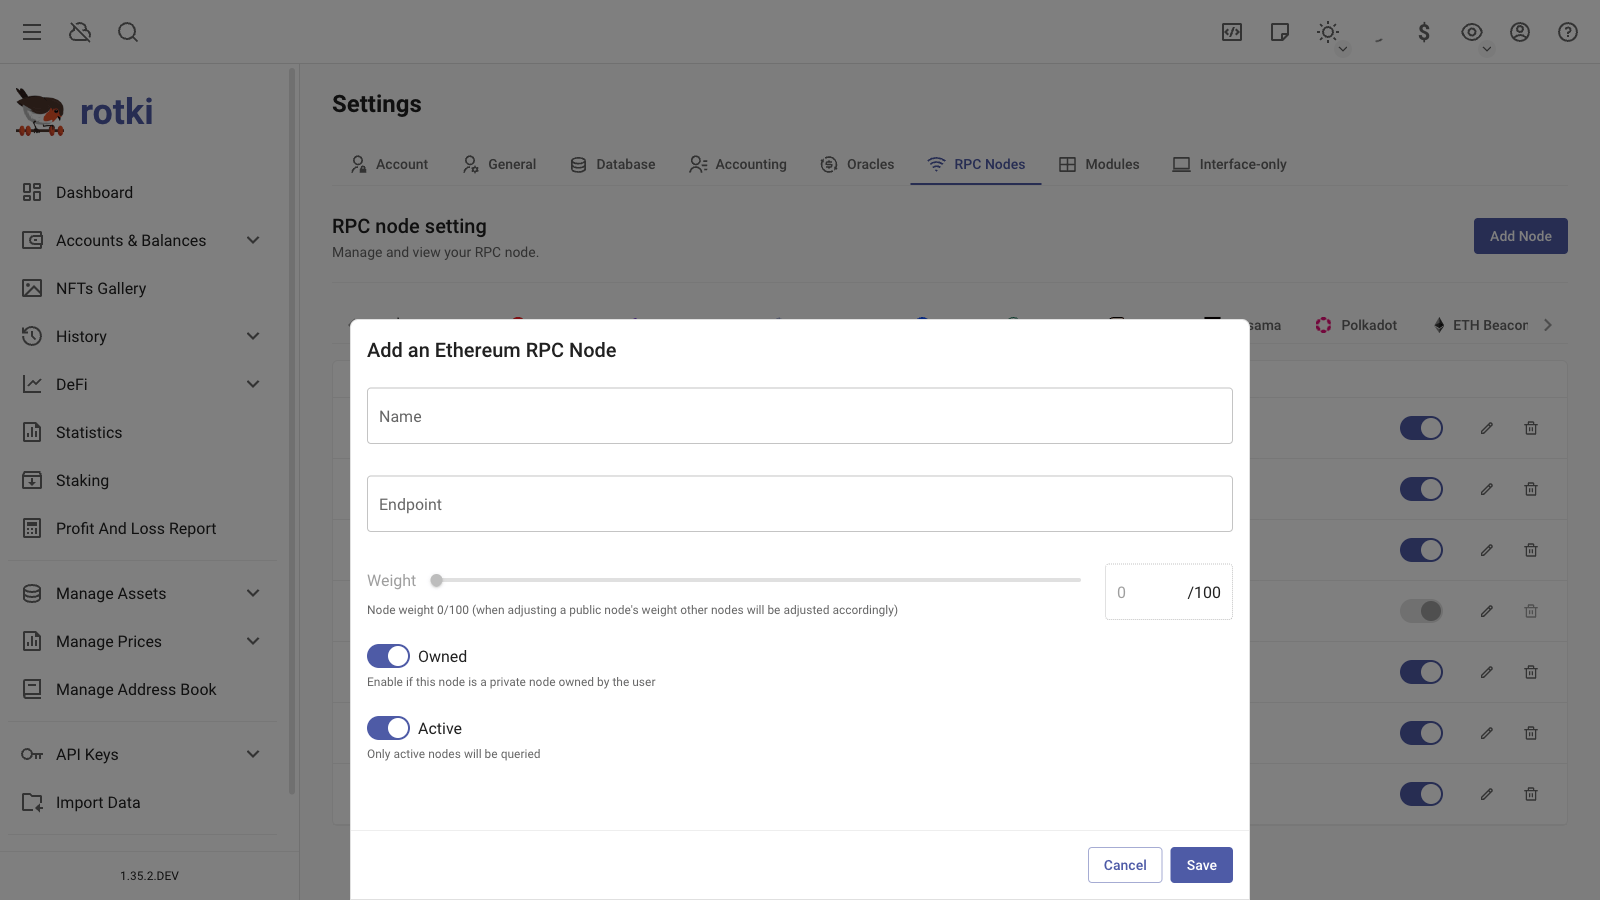 rotki
Dashboard
Accounts & Balances
NFTs Gallery
History
DeFi
Statistics
Staking
Profit And Loss Report
Manage Assets
Manage Prices
Manage Address Book
API Keys
Import Data
1.35.2.DEV
Settings
Account General Database Accounting Oracles RPC Nodes Modules Interface-only
RPC node setting
Manage and view your RPC node.
Add Node
Polkadot ETH Beacon
Add an Ethereum RPC Node
Name
Endpoint
Weight
0 /100
Node weight 0/100 (when adjusting a public node's weight other nodes will be adjusted accordingly)
Owned
Enable if this node is a private node owned by the user
Active
Only active nodes will be queried
Cancel Save